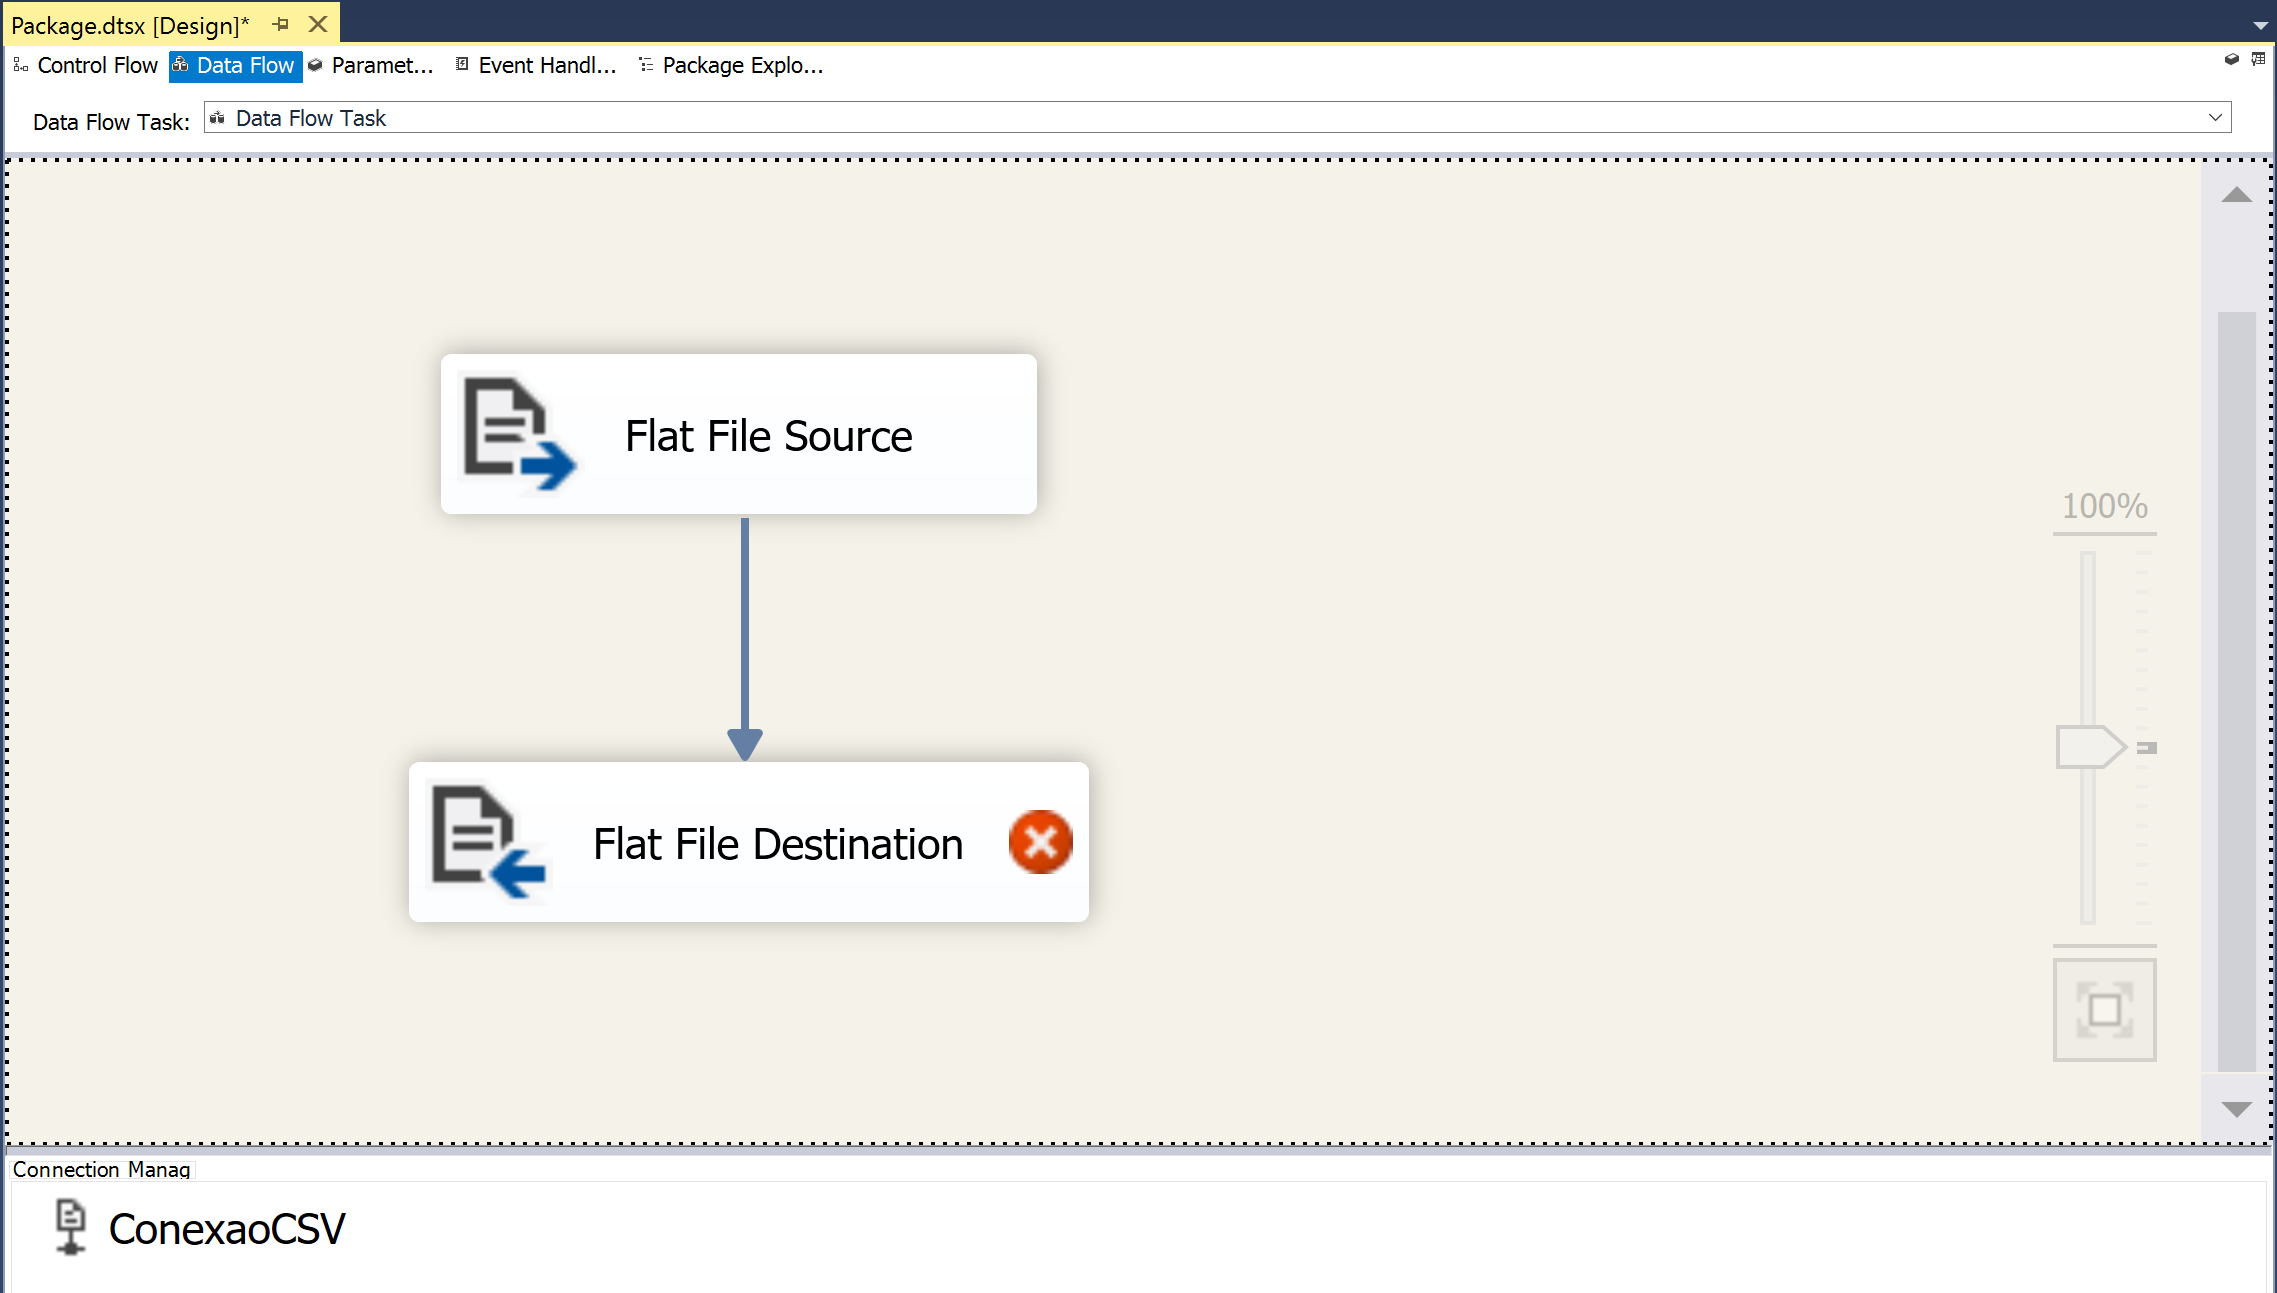 Package.dtsx [Design]*
Control Flow Data Flow Paramet... Event Handl... Package Explo...
Data Flow Task: Data Flow Task
Flat File Source
100%
Flat File Destination
Connection Manag
ConexaoCSV